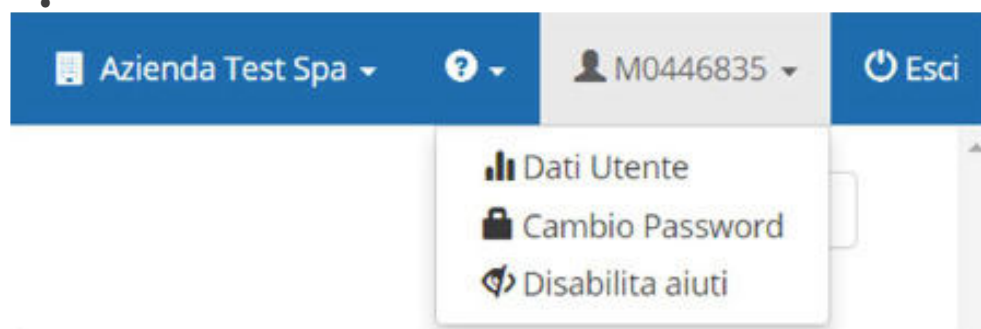 Azienda Test Spa M0446835 Esci
Dati Utente
Cambio Password
Disabilita aiuti